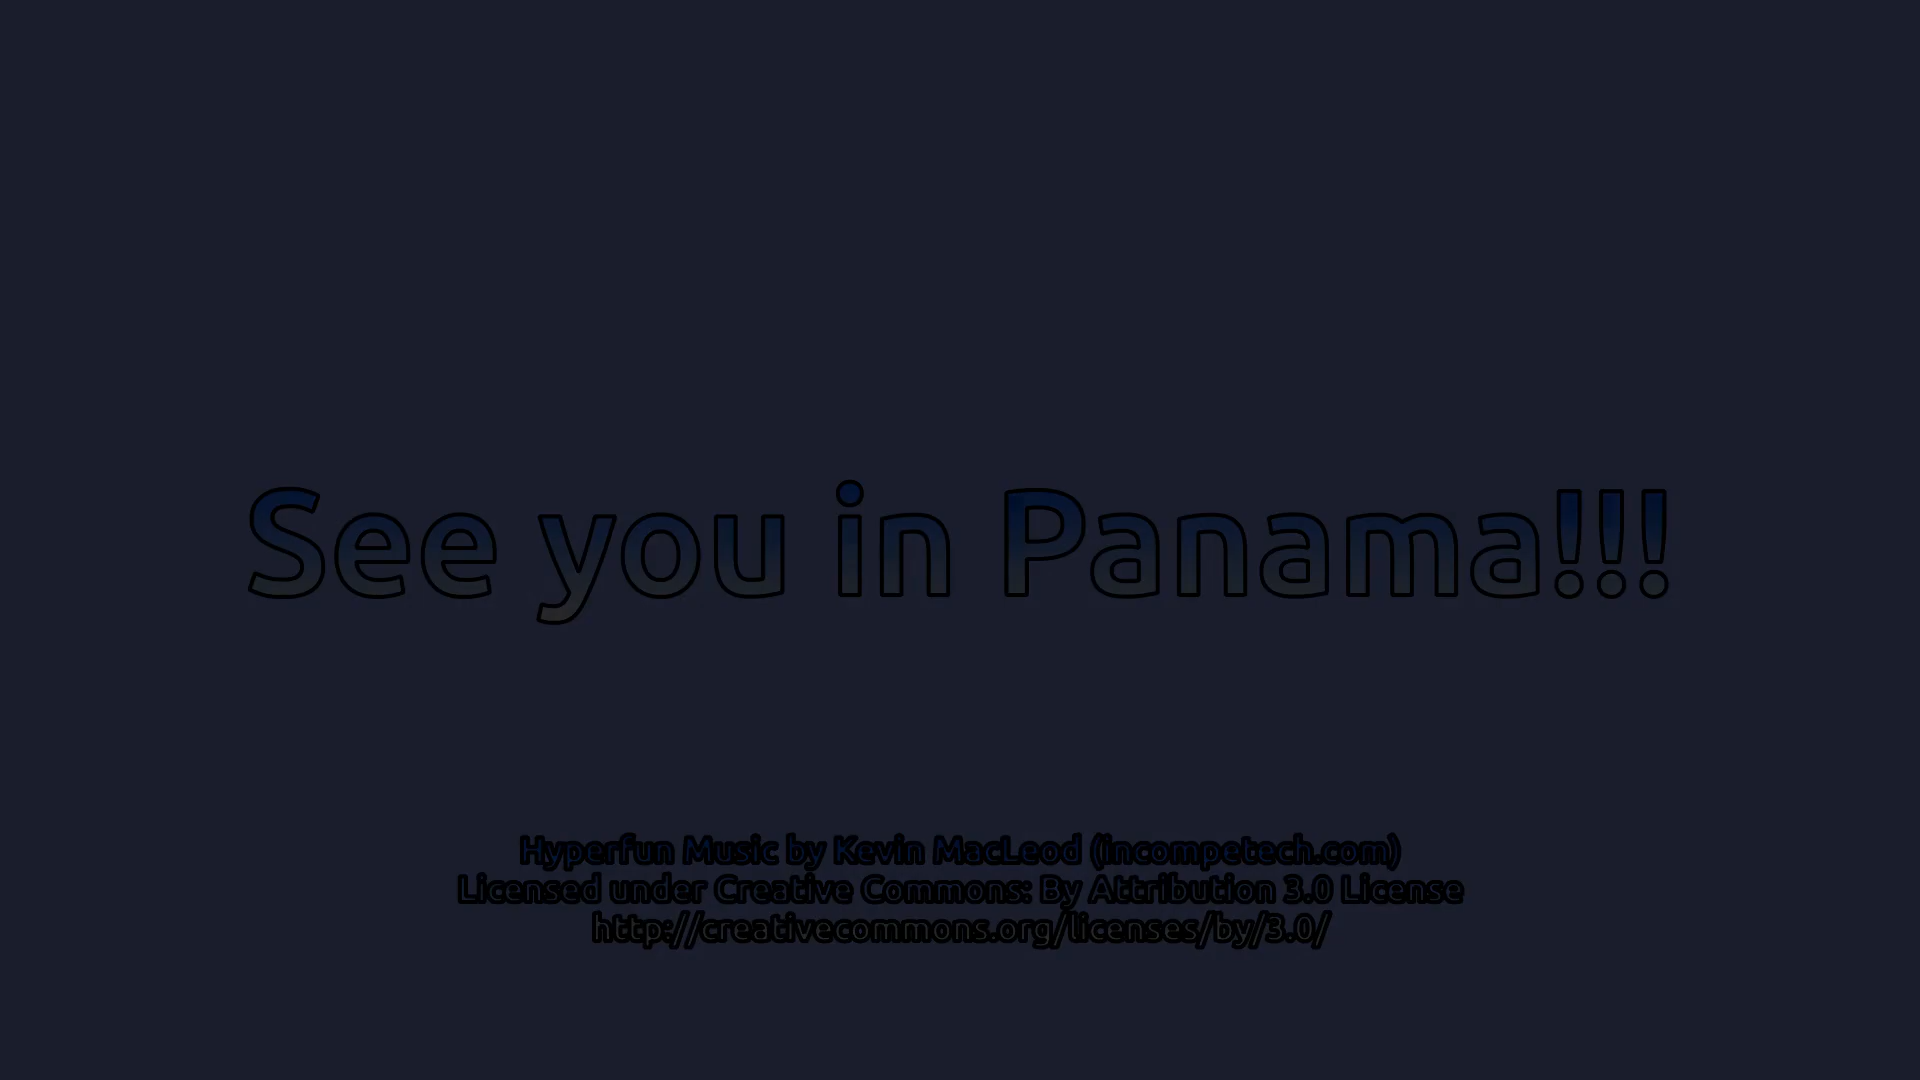 See you in Panama!!!
Hyperfun Music by Kevin MacLeod (incompetech.com)
Licensed under Creative Commons: By Attribution 3.0 License
http://creativecommons.org/licenses/by/3.0/